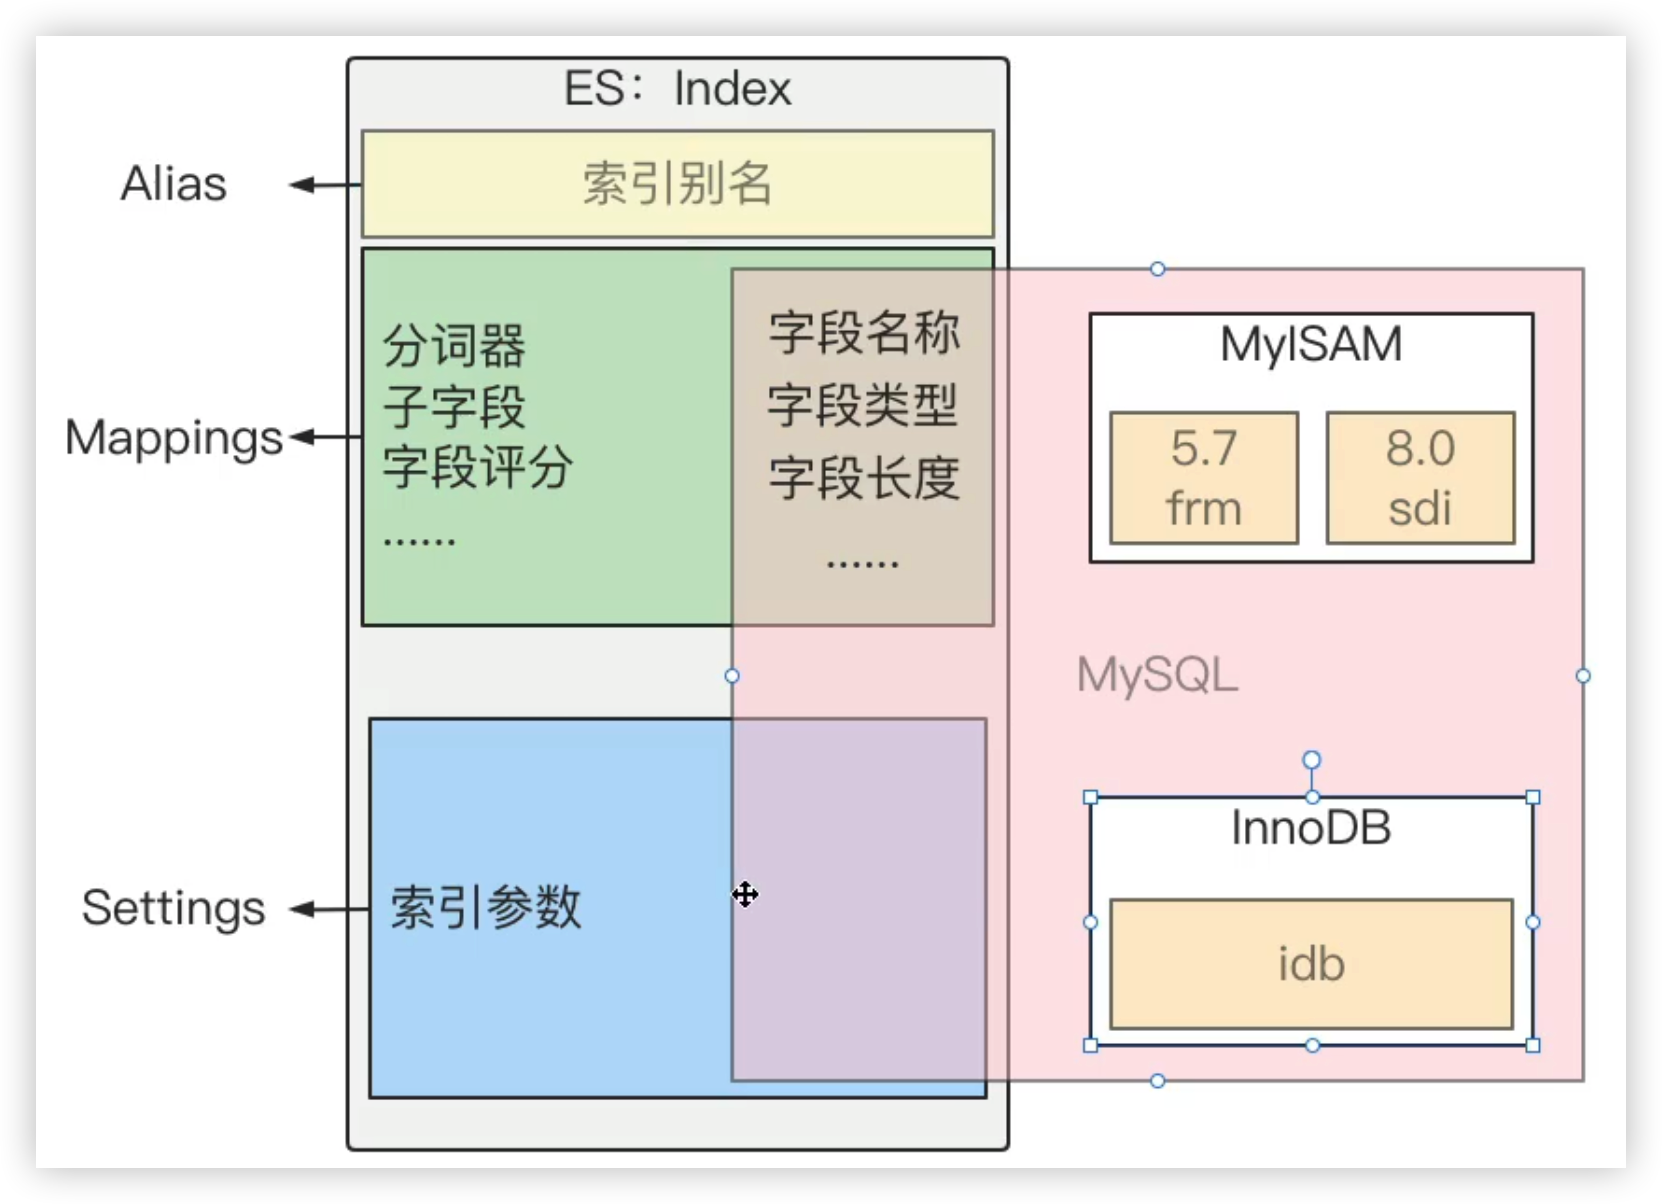 ES：Index
Alias
索引别名
Mappings
分词器
子字段
字段评分
······
字段名称
字段类型
字段长度
······
MyISAM
5.7
frm
8.0
sdi
MySQL
InnoDB
idb
Settings
索引参数